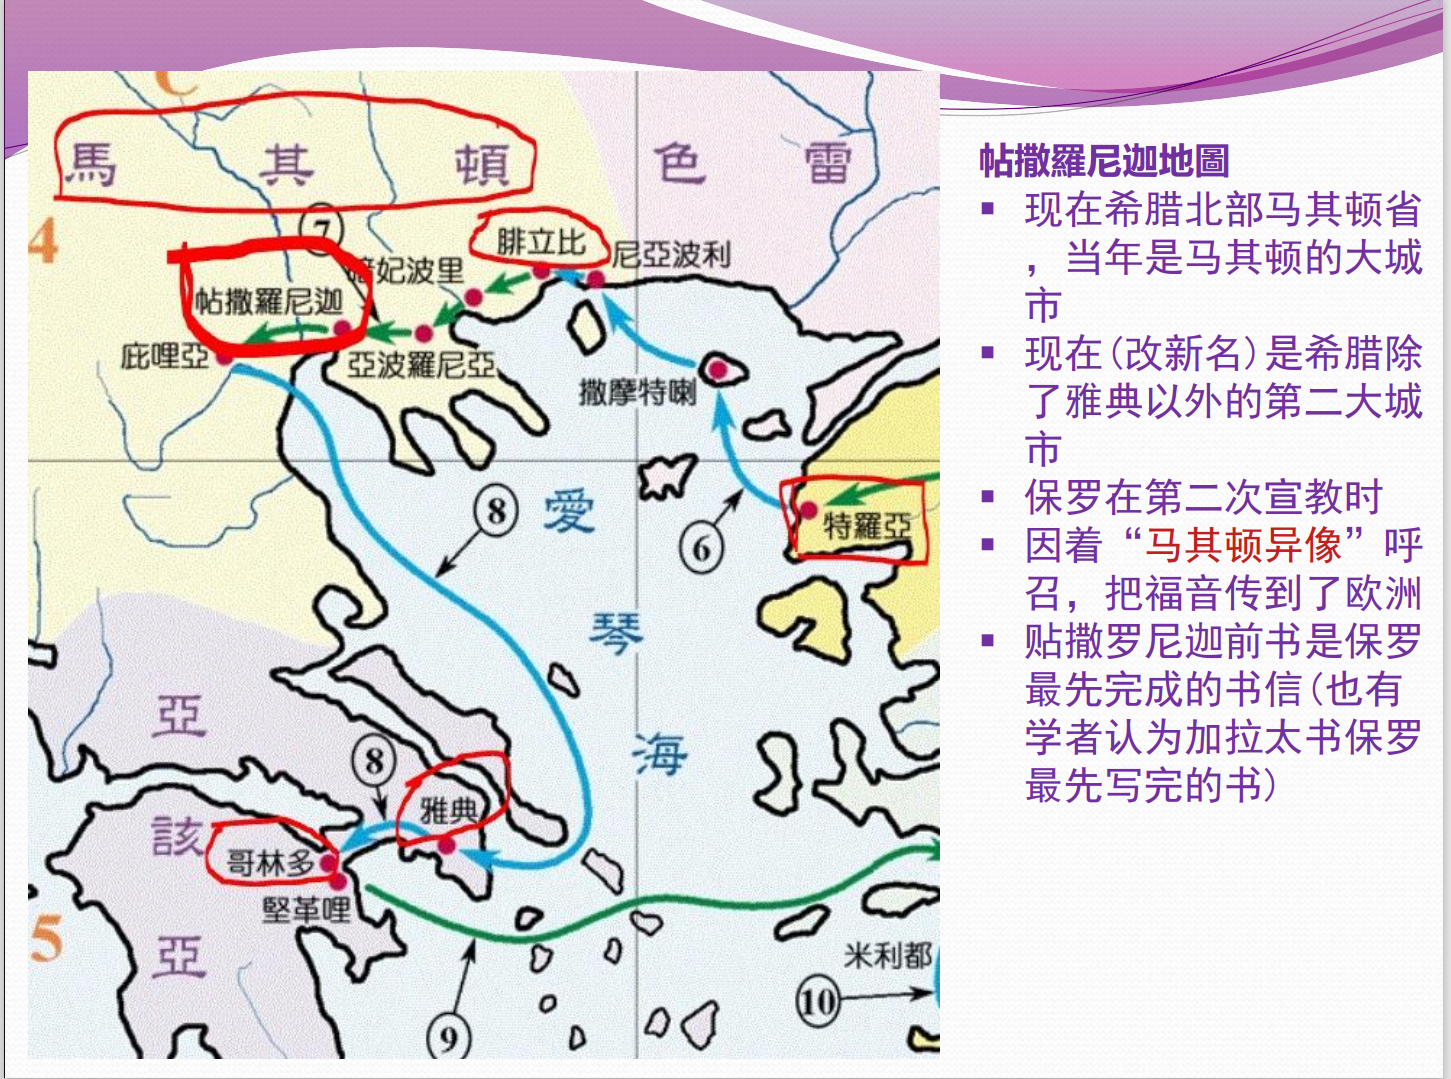 C
馬其頓
色雷
4
7
腓立比
尼亞波利
暗妃波里
帖撒羅尼迦
庇哩亞
亞波羅尼亞
撒摩特喇
8
愛
6
特羅亞
琴
亞
海
8
雅典
該
哥林多
堅革哩
5
亞
米利都
10
9
帖撒羅尼迦地圖
▪ 现在希腊北部马其顿省
，当年是马其顿的大城
市
▪ 现在(改新名)是希腊除
了雅典以外的第二大城
市
▪ 保罗在第二次宣教时
▪ 因着“马其顿异像”呼
召，把福音传到了欧洲
▪ 贴撒罗尼迦前书是保罗
最先完成的书信(也有
学者认为加拉太书保罗
最先写完的书)